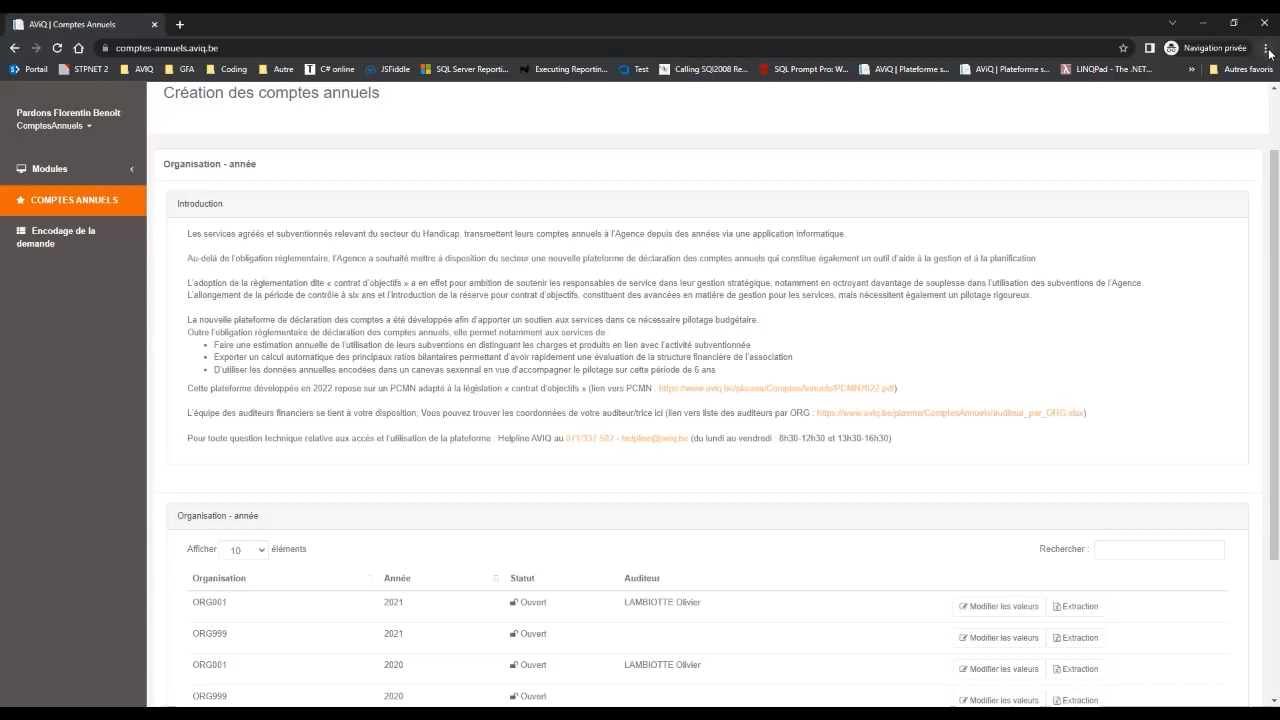 AViQ | Comptes Annuels
comptes-annuels.aviq.be
Navigation privée
Portail STPNET 2 AVIQ GFA Coding Autre C# online JSFiddle SQL Server Reporti... Executing Reportin... Test Calling SQl2008 Re... SQL Prompt Pro: W... AViQ | Plateforme s... AViQ | Plateforme s... LINQPad - The .NET... » Autres favoris
Pardons Florentin Benoît
ComptesAnnuels
Modules
COMPTES ANNUELS
Encodage de la
demande
Création des comptes annuels
Organisation - année
Introduction
Les services agréés et subventionnés relevant du secteur du Handicap. transmettent leurs comptes annuels à l'Agence depuis des années via une application informatique.
Au-delà de l'obligation réglementaire, l'Agence a souhaité mettre à disposition du secteur une nouvelle plateforme de déclaration des comptes annuels qui constitue également un outil d'aide à la gestion et à la planification.
L'adoption de la règlementation dite « contrat d'objectifs » a en effet pour ambition de soutenir les responsables de service dans leur gestion stratégique, notamment en octroyant davantage de souplesse dans l'utilisation des subventions de l'Agence.
L'allongement de la période de contrôle à six ans et l'introduction de la réserve pour contrat d'objectifs, constituent des avancées en matière de gestion pour les services, mais nécessitent également un pilotage rigoureux.
La nouvelle plateforme de déclaration des comptes a été développée afin d'apporter un soutien aux services dans ce nécessaire pilotage budgétaire.
Outre l'obligation réglementaire de déclaration des comptes annuels, elle permet notamment aux services de :
• Faire une estimation annuelle de l'utilisation de leurs subventions en distinguant les charges et produits en lien avec l'activité subventionnée
• Exporter un calcul automatique des principaux ratios bilantaires permettant d'avoir rapidement une évaluation de la structure financière de l'association
• D'utiliser les données annuelles encodées dans un canevas sexennal en vue d'accompagner le pilotage sur cette période de 6 ans
Cette plateforme développée en 2022 repose sur un PCMN adapté à la législation « contrat d'objectifs » (lien vers PCMN : https://www.aviq.be/plasma/ComptesAnnuels/PCMN2022.pdf)
L'équipe des auditeurs financiers se tient à votre disposition; Vous pouvez trouver les coordonnées de votre auditeur/trice ici (lien vers liste des auditeurs par ORG : https://www.aviq.be/plasma/ComptesAnnuels/auditeur_par_ORG.xlsx)
Pour toute question technique relative aux accès et l'utilisation de la plateforme : Helpline AVIQ au 071/337.502 - helpline@aviq.be (du lundi au vendredi : 8h30-12h30 et 13h30-16h30)
Organisation - année
Afficher 10 éléments Rechercher :
Organisation Année Statut Auditeur
ORG001 2021 Ouvert LAMBIOTTE Olivier Modifier les valeurs Extraction
ORG999 2021 Ouvert Modifier les valeurs Extraction
ORG001 2020 Ouvert LAMBIOTTE Olivier Modifier les valeurs Extraction
ORG999 2020 Ouvert Modifier les valeurs Extraction